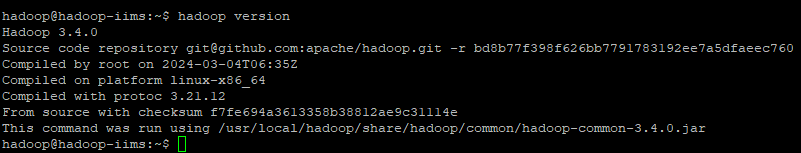 hadoop@hadoop-iims:~$ hadoop version
Hadoop 3.4.0
Source code repository git@github.com:apache/hadoop.git -r bd8b77f398f626bb7791783192ee7a5dfaeec760
Compiled by root on 2024-03-04T06:35Z
Compiled on platform linux-x86_64
Compiled with protoc 3.21.12
From source with checksum f7fe694a3613358b38812ae9c31114e
This command was run using /usr/local/hadoop/share/hadoop/common/hadoop-common-3.4.0.jar
hadoop@hadoop-iims:~$